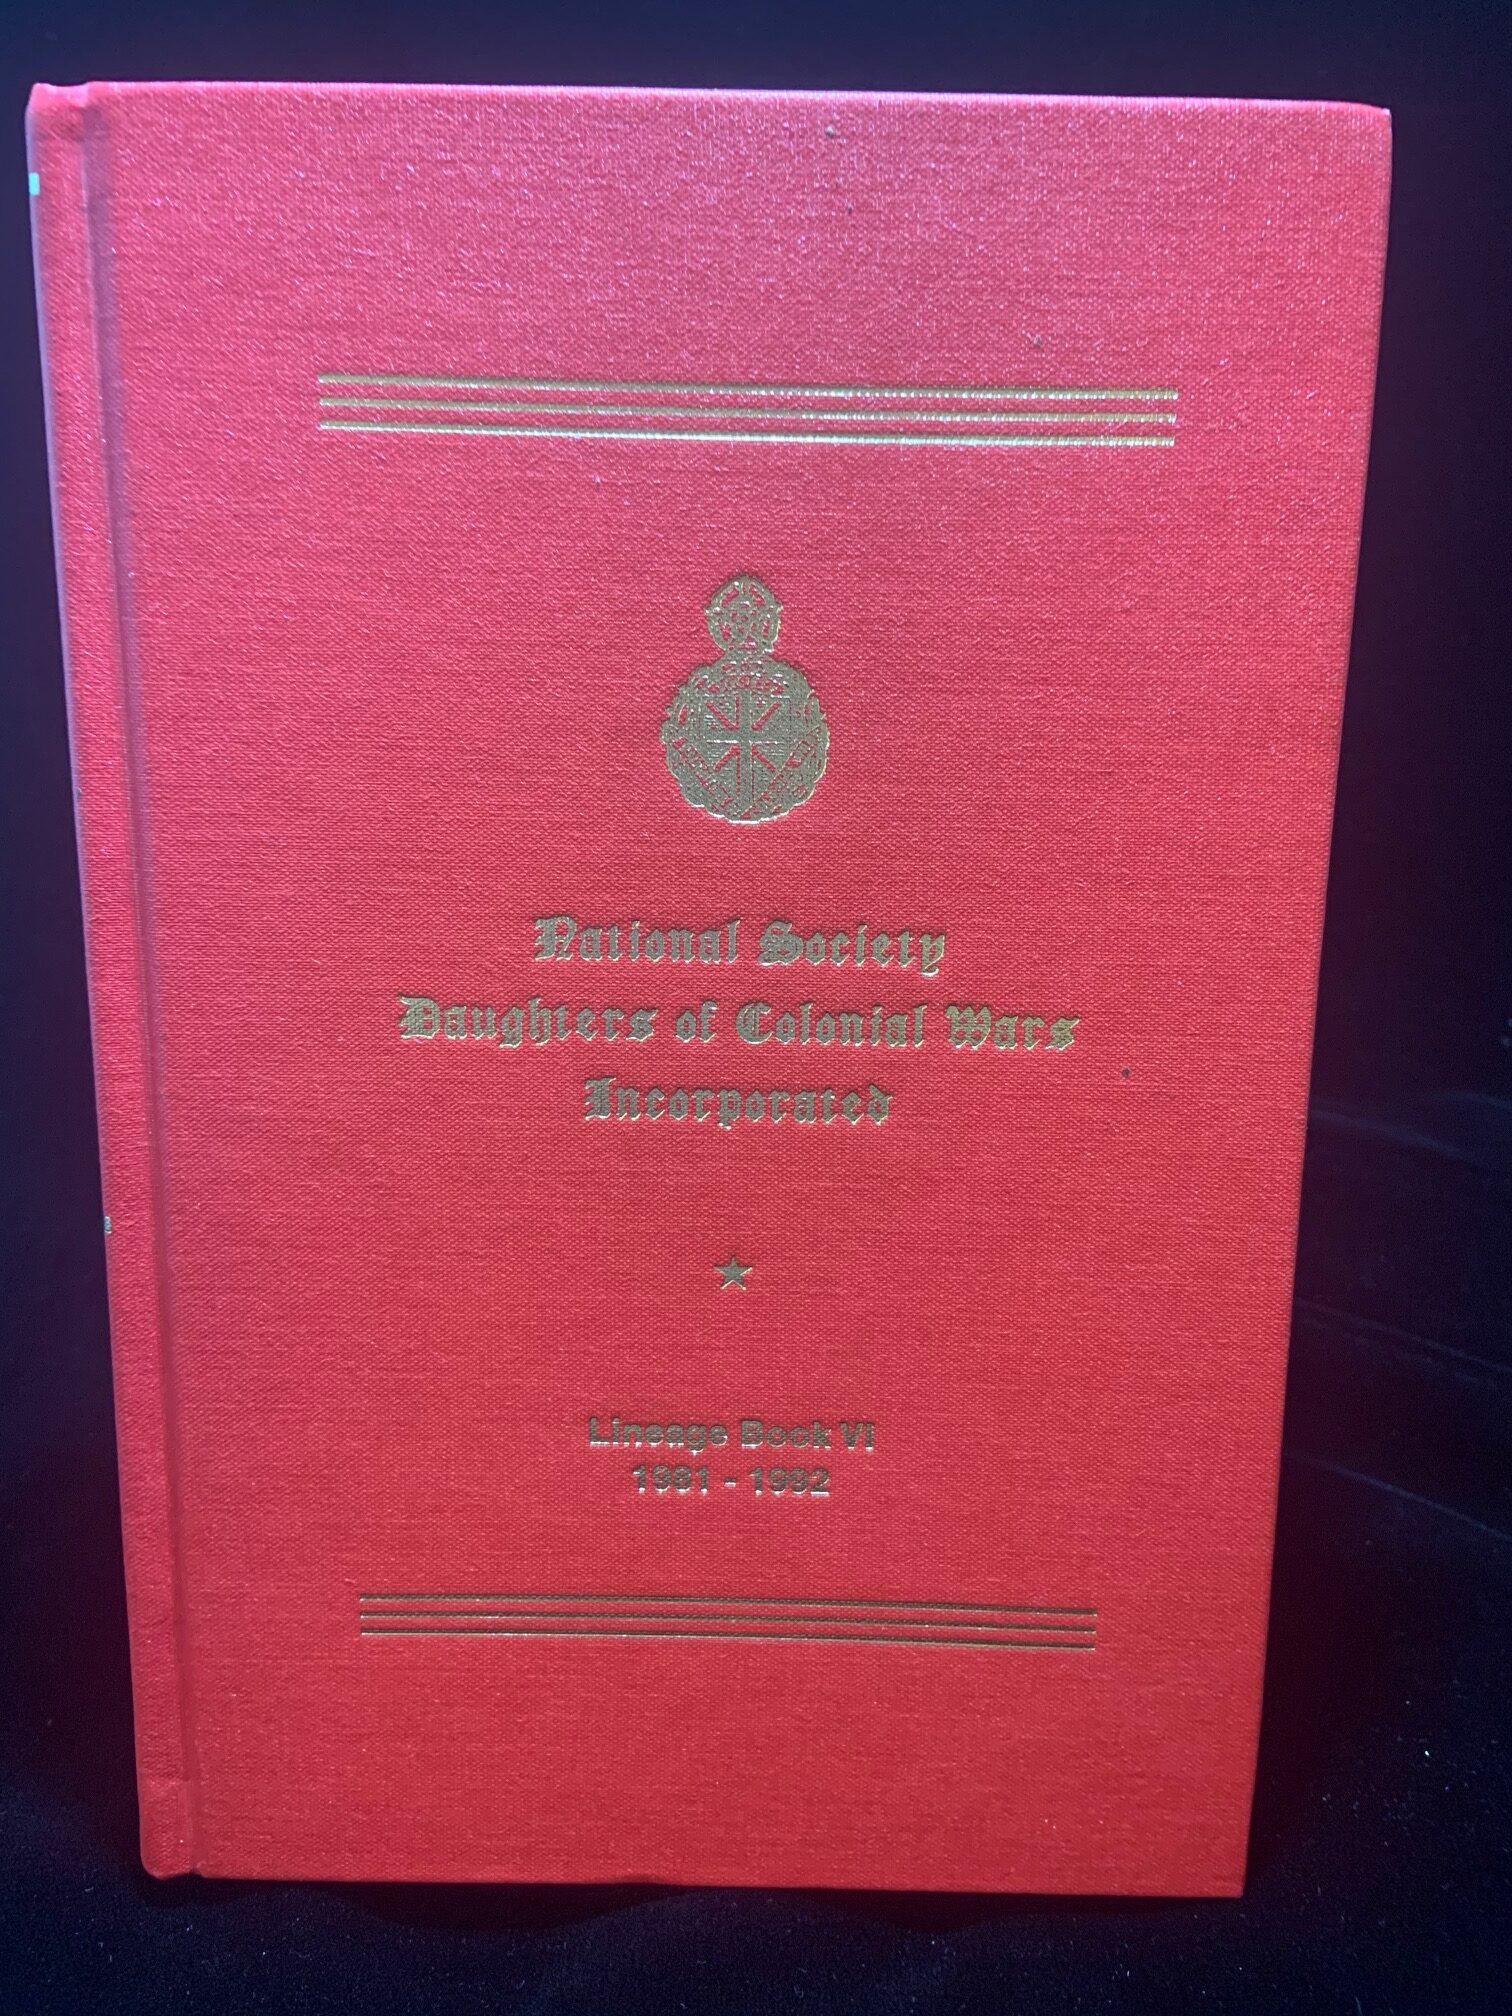 National Society
Daughters of Colonial Wars
Incorporated
Lineage Book VI
1981 - 1992